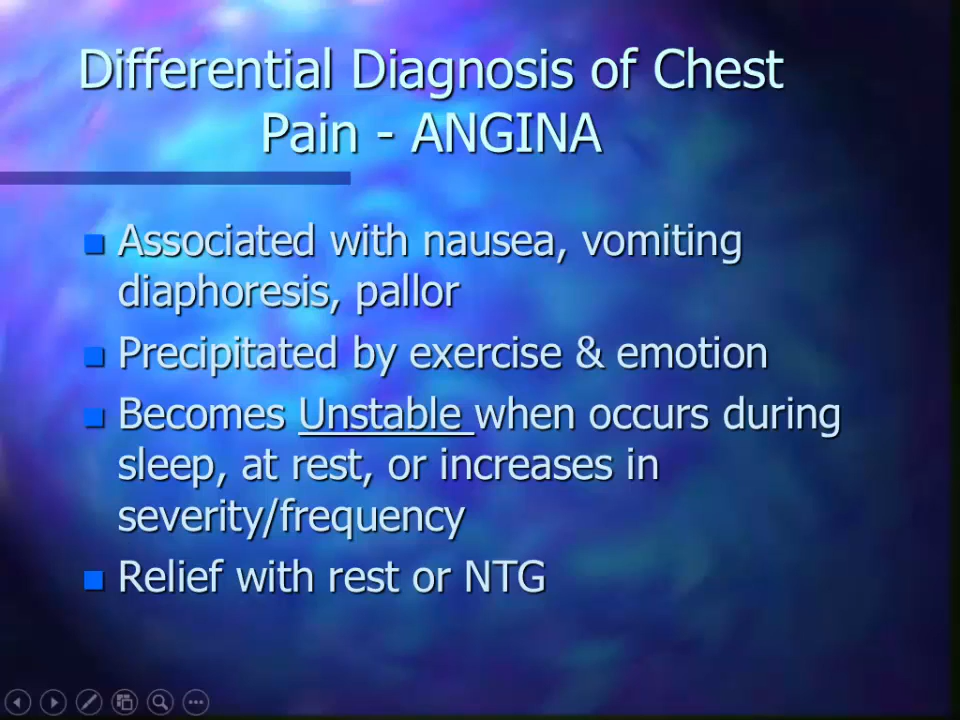 Differential Diagnosis of Chest
Pain - ANGINA
Associated with nausea, vomiting
diaphoresis, pallor
Precipitated by exercise & emotion
Becomes Unstable when occurs during
sleep, at rest, or increases in
severity/frequency
Relief with rest or NTG